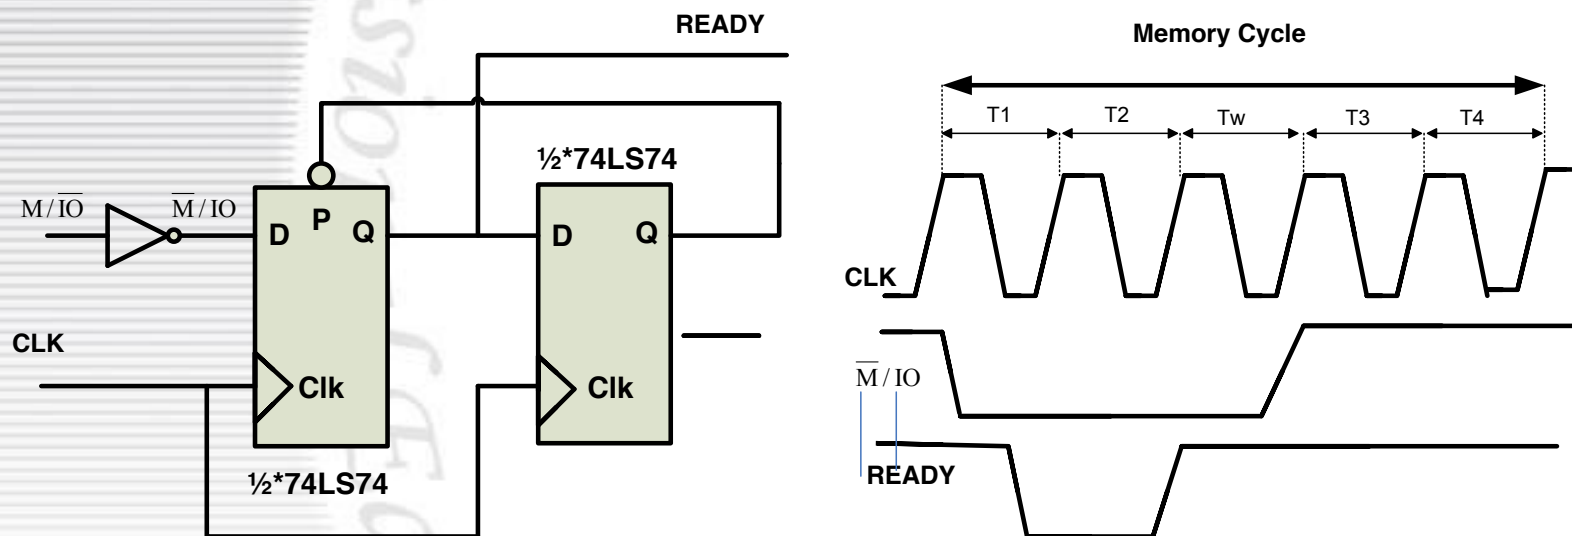 READY
½*74LS74
M/I̅O̅
M̅/IO
D
P
Q
D
Q
CLK
Clk
Clk
½*74LS74
Memory Cycle
T1 T2 Tw T3 T4
CLK
M̅/IO
READY